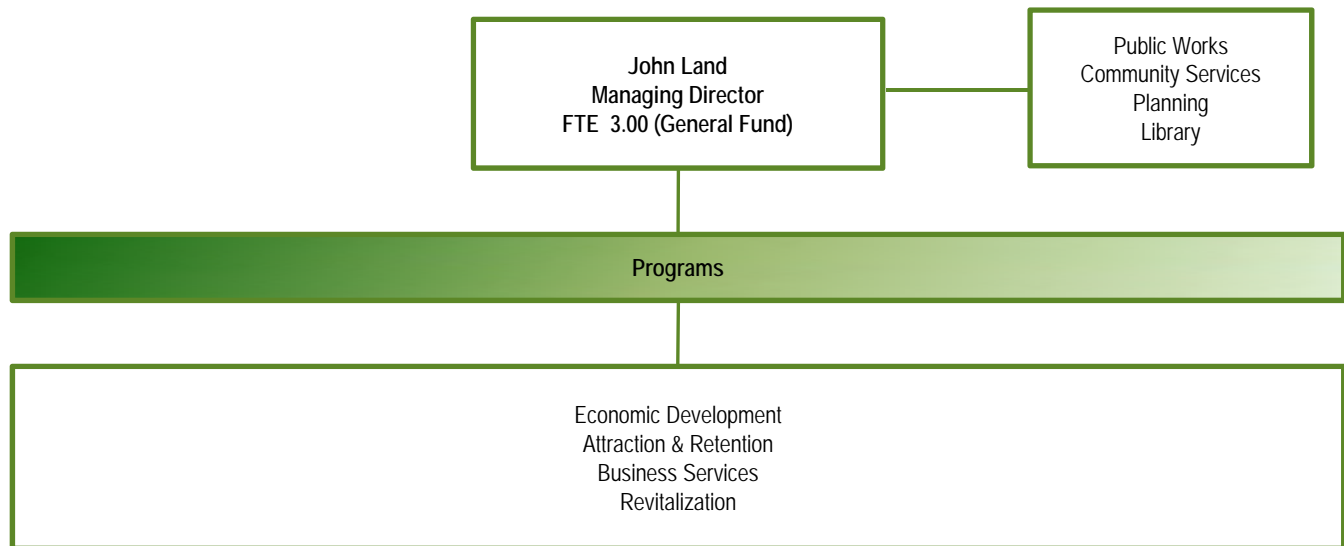 John Land
Managing Director
FTE 3.00 (General Fund)
Public Works
Community Services
Planning
Library
Programs
Economic Development
Attraction & Retention
Business Services
Revitalization